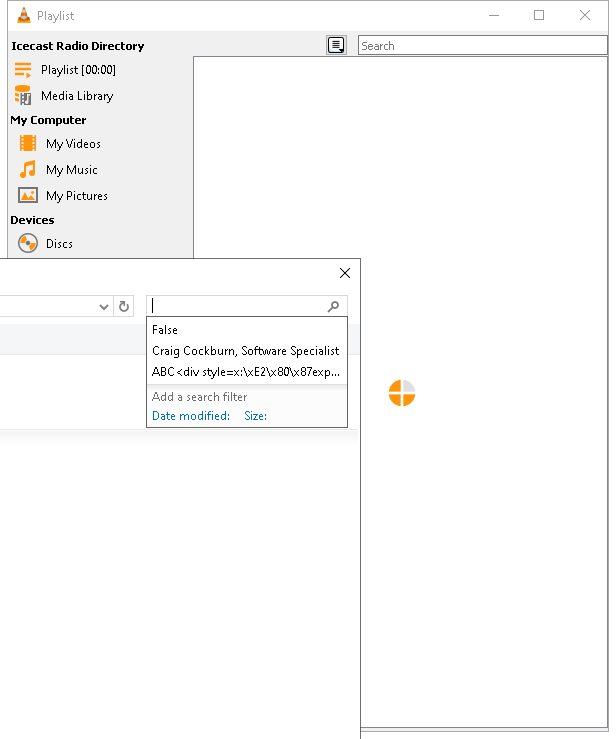 Playlist
Icecast Radio Directory
Search
Playlist [00:00]
Media Library
My Computer
My Videos
My Music
My Pictures
Devices
Discs
False
Craig Cockburn, Software Specialist
ABC<div style=x:\xE2\x80\x87exp...
Add a search filter
Date modified: Size: